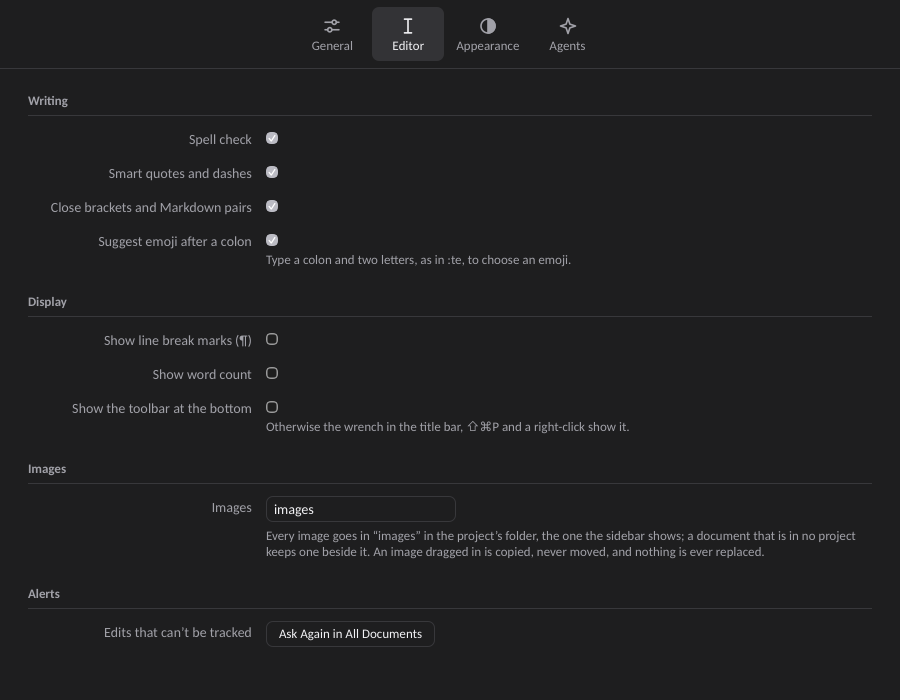 General
Editor
Appearance
Agents
Writing
Spell check
Smart quotes and dashes
Close brackets and Markdown pairs
Suggest emoji after a colon
Type a colon and two letters, as in :te, to choose an emoji.
Display
Show line break marks (¶)
Show word count
Show the toolbar at the bottom
Otherwise the wrench in the title bar, ⇧⌘P and a right-click show it.
Images
Images
images
Every image goes in “images” in the project’s folder, the one the sidebar shows; a document that is in no project
keeps one beside it. An image dragged in is copied, never moved, and nothing is ever replaced.
Alerts
Edits that can’t be tracked
Ask Again in All Documents